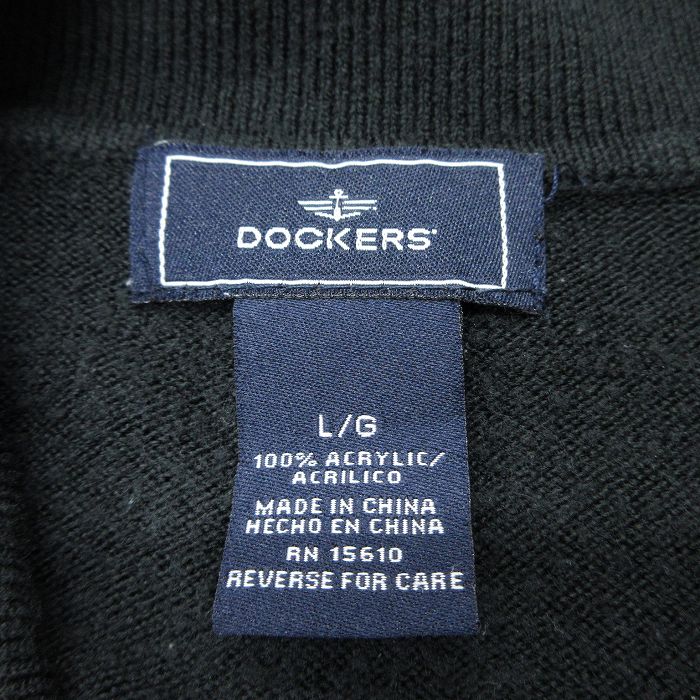 DOCKERS
L/G
100% ACRYLIC/
ACRILICO
MADE IN CHINA
HECHO EN CHINA
RN 15610
REVERSE FOR CARE